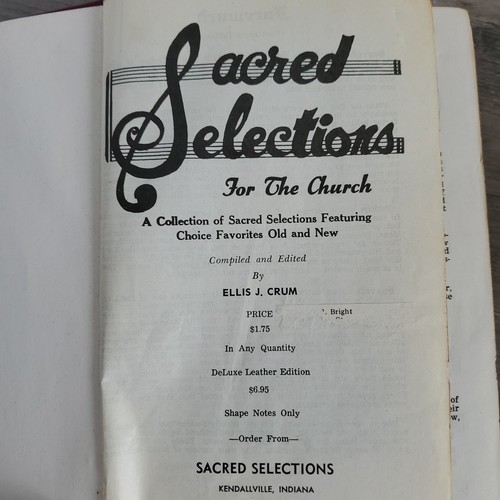 Sacred
Selections
For The Church
A Collection of Sacred Selections Featuring
Choice Favorites Old and New
Compiled and Edited
By
ELLIS J. CRUM
PRICE
Bright
$1.75
In Any Quantity
DeLuxe Leather Edition
$6.95
Shape Notes Only
—Order From—
SACRED SELECTIONS
KENDALLVILLE, INDIANA
of